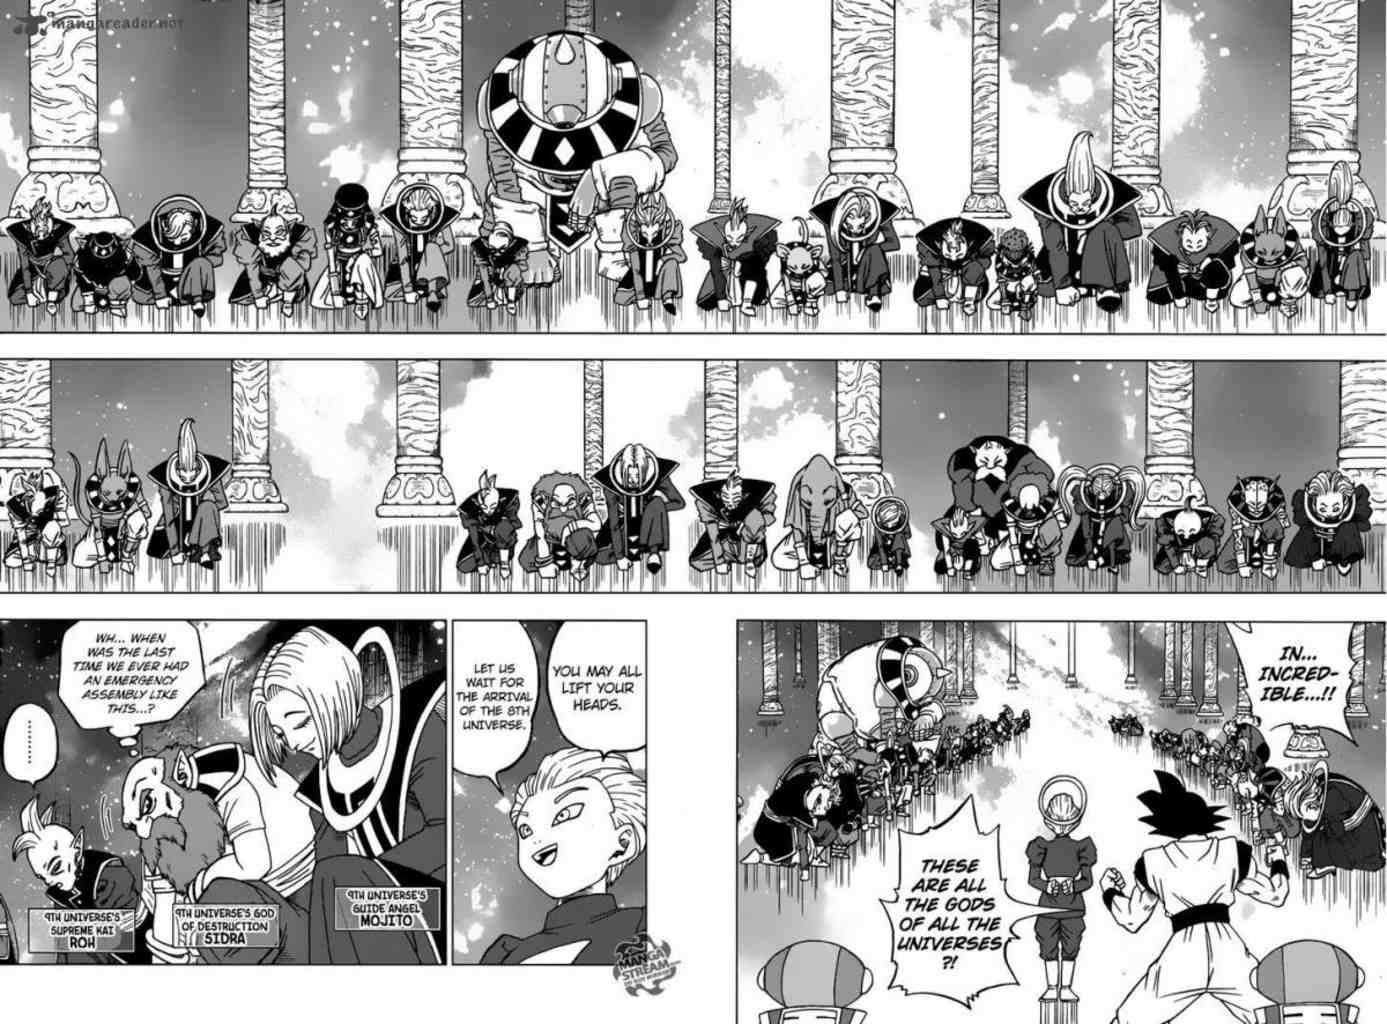 mangareader.net
WH... WHEN
WAS THE LAST
TIME WE EVER HAD
AN EMERGENCY
ASSEMBLY LIKE
THIS...?
.........
9TH UNIVERSE'S
SUPREME KAI
ROH
9TH UNIVERSE'S GOD
OF DESTRUCTION
SIDRA
9TH UNIVERSE'S
GUIDE ANGEL
MOJITO
YOU MAY ALL
LIFT YOUR
HEADS.
LET US
WAIT FOR
THE ARRIVAL
OF THE 8TH
UNIVERSE.
MANGA
STREAM
IN...
INCRED-
IBLE...!!
THESE
ARE ALL
THE GODS
OF ALL THE
UNIVERSES
?!